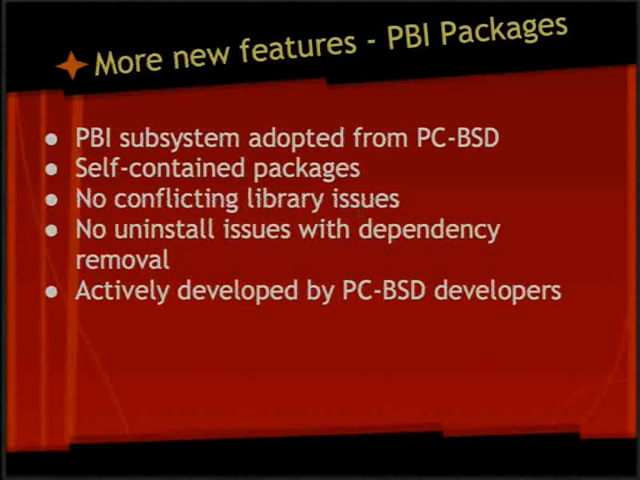 More new features - PBI Packages
● PBI subsystem adopted from PC-BSD
● Self-contained packages
● No conflicting library issues
● No uninstall issues with dependency
removal
● Actively developed by PC-BSD developers